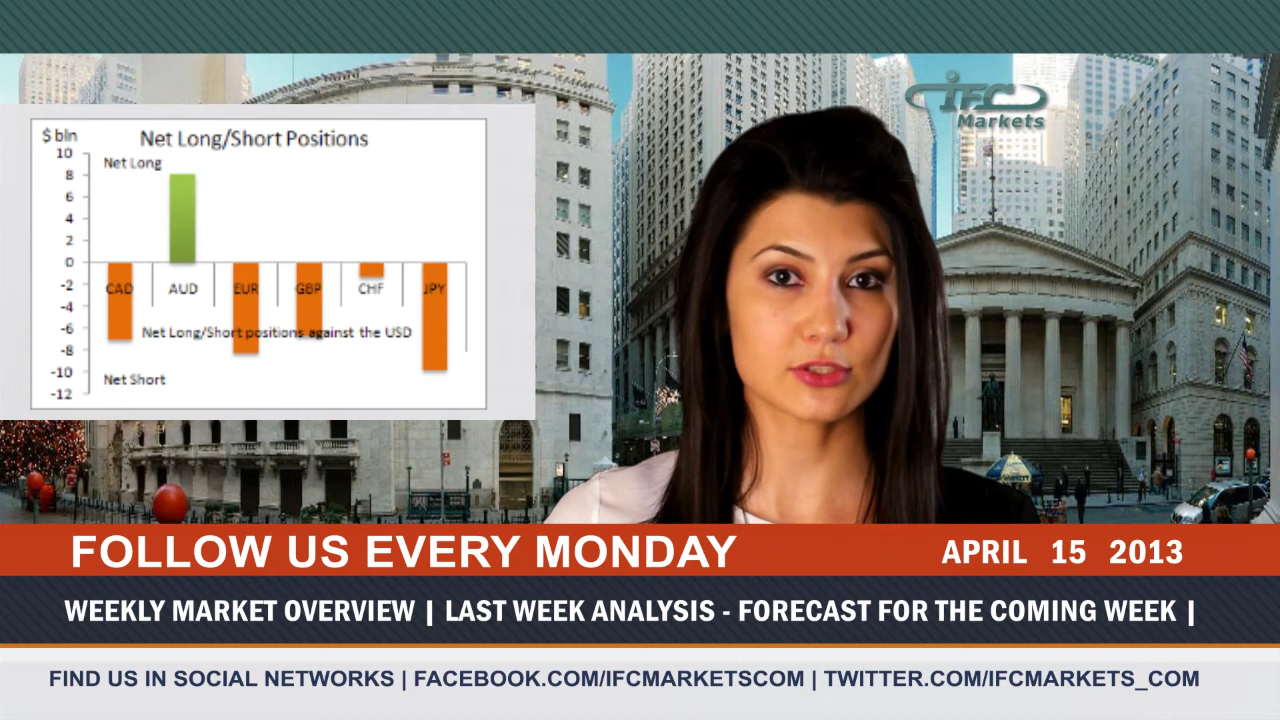 IFC
Markets
$ bln
Net Long/Short Positions
10
Net Long
8
6
4
2
0
-2
CAD
AUD
EUR
GBP
CHF
JPY
-4
-6
Net Long/Short positions against the USD
-8
-10
Net Short
-12
FOLLOW US EVERY MONDAY
APRIL 15 2013
WEEKLY MARKET OVERVIEW | LAST WEEK ANALYSIS - FORECAST FOR THE COMING WEEK |
FIND US IN SOCIAL NETWORKS | FACEBOOK.COM/IFCMARKETSCOM | TWITTER.COM/IFCMARKETS_COM